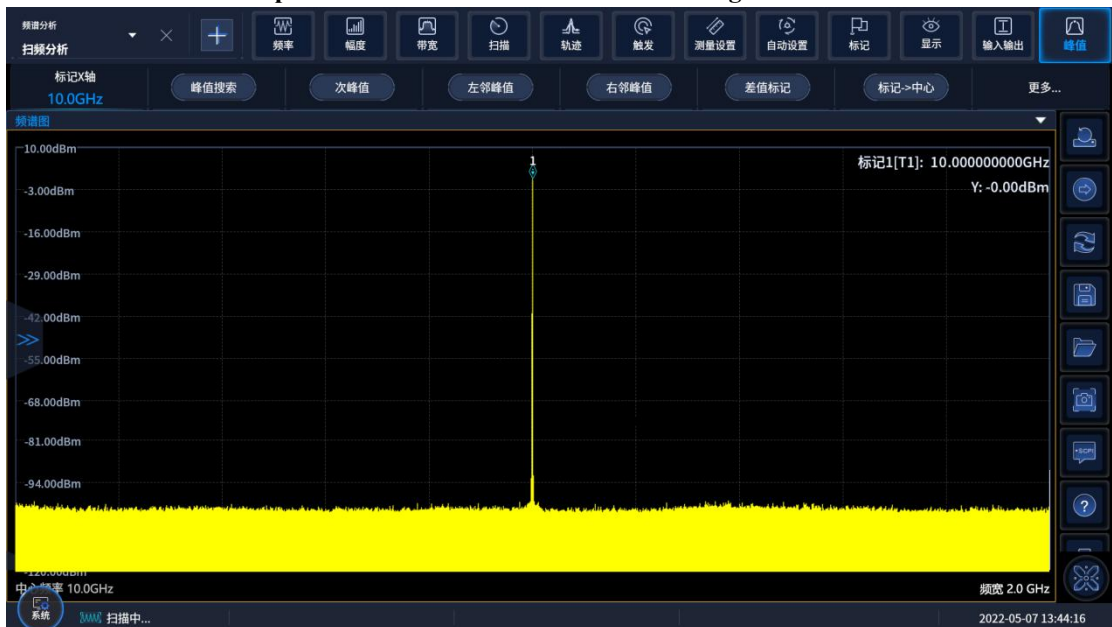 频谱分析
扫频分析
频率
幅度
带宽
扫描
轨迹
触发
测量设置
自动设置
标记
显示
输入输出
峰值
标记X轴
10.0GHz
峰值搜索
次峰值
左邻峰值
右邻峰值
差值标记
标记->中心
更多...
频谱图
10.00dBm
1
标记1[T1]: 10.000000000GHz
Y: -0.00dBm
-3.00dBm
-16.00dBm
-29.00dBm
-42.00dBm
-55.00dBm
-68.00dBm
-81.00dBm
-94.00dBm
-120.00dBm
中心频率 10.0GHz
频宽 2.0 GHz
系统
扫描中...
2022-05-07 13:44:16